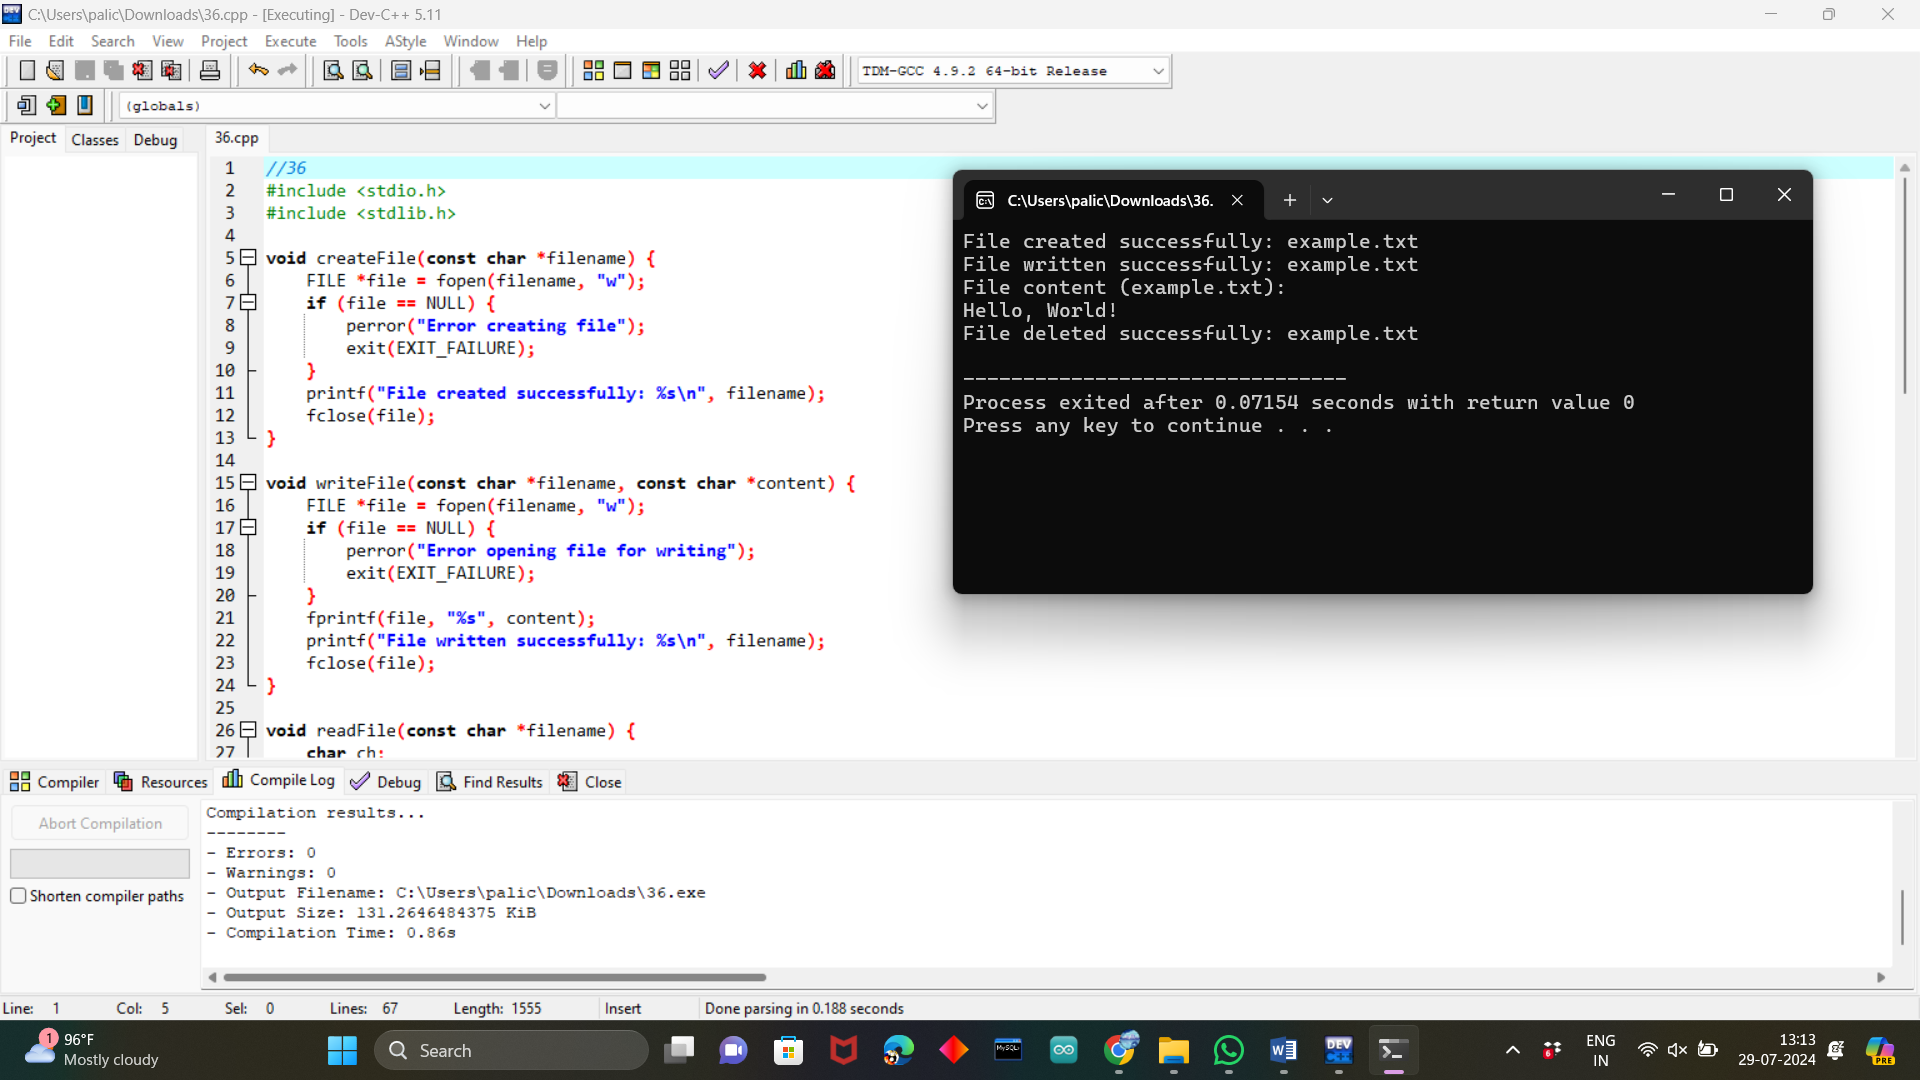 C:\Users\palic\Downloads\36.cpp - [Executing] - Dev-C++ 5.11
File Edit Search View Project Execute Tools AStyle Window Help
TDM-GCC 4.9.2 64-bit Release
(globals)
Project Classes Debug 36.cpp
1 //36
2 #include <stdio.h>
3 #include <stdlib.h>
4
5 void createFile(const char *filename) {
6 FILE *file = fopen(filename, "w");
7 if (file == NULL) {
8 perror("Error creating file");
9 exit(EXIT_FAILURE);
10 }
11 printf("File created successfully: %s\n", filename);
12 fclose(file);
13 }
14
15 void writeFile(const char *filename, const char *content) {
16 FILE *file = fopen(filename, "w");
17 if (file == NULL) {
18 perror("Error opening file for writing");
19 exit(EXIT_FAILURE);
20 }
21 fprintf(file, "%s", content);
22 printf("File written successfully: %s\n", filename);
23 fclose(file);
24 }
25
26 void readFile(const char *filename) {
27 char ch;
C:\Users\palic\Downloads\36.
File created successfully: example.txt
File written successfully: example.txt
File content (example.txt):
Hello, World!
File deleted successfully: example.txt
--------------------------------
Process exited after 0.07154 seconds with return value 0
Press any key to continue . . .
Compiler Resources Compile Log Debug Find Results Close
Abort Compilation
Shorten compiler paths
Compilation results...
--------
- Errors: 0
- Warnings: 0
- Output Filename: C:\Users\palic\Downloads\36.exe
- Output Size: 131.2646484375 KiB
- Compilation Time: 0.86s
Line: 1 Col: 5 Sel: 0 Lines: 67 Length: 1555 Insert Done parsing in 0.188 seconds
1
96°F
Mostly cloudy
Search
MySQL
DEV
6
ENG
IN
13:13
29-07-2024
PRE